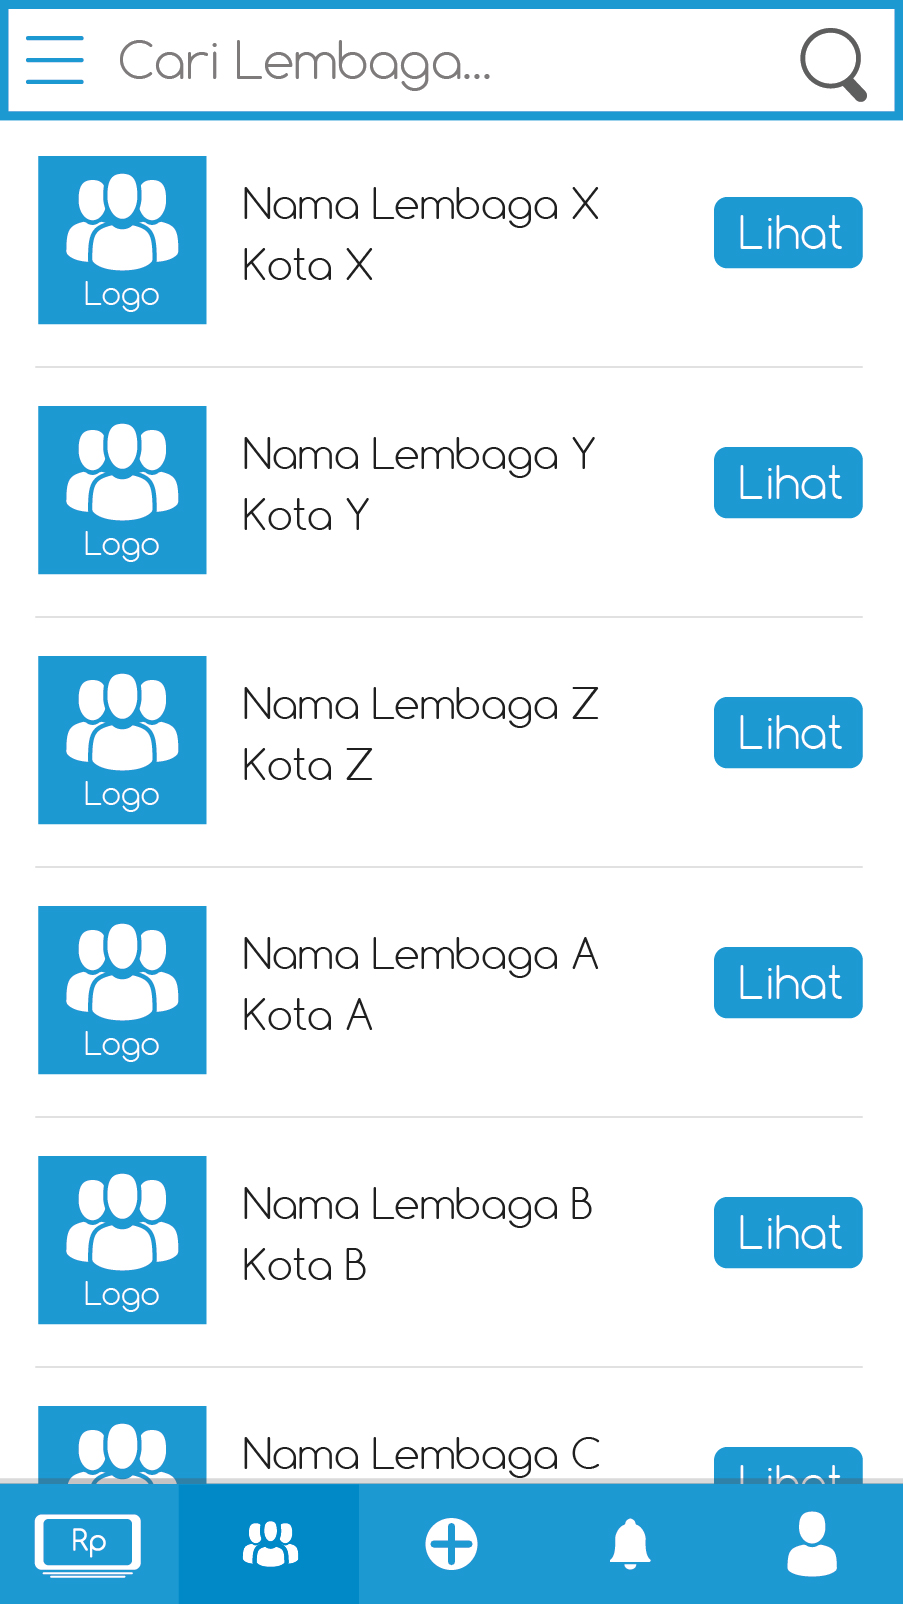 Cari Lembaga...
Nama Lembaga X
Kota X
Lihat
Logo
Nama Lembaga Y
Kota Y
Lihat
Logo
Nama Lembaga Z
Kota Z
Lihat
Logo
Nama Lembaga A
Kota A
Lihat
Logo
Nama Lembaga B
Kota B
Lihat
Logo
Nama Lembaga C
Lihat
Rp